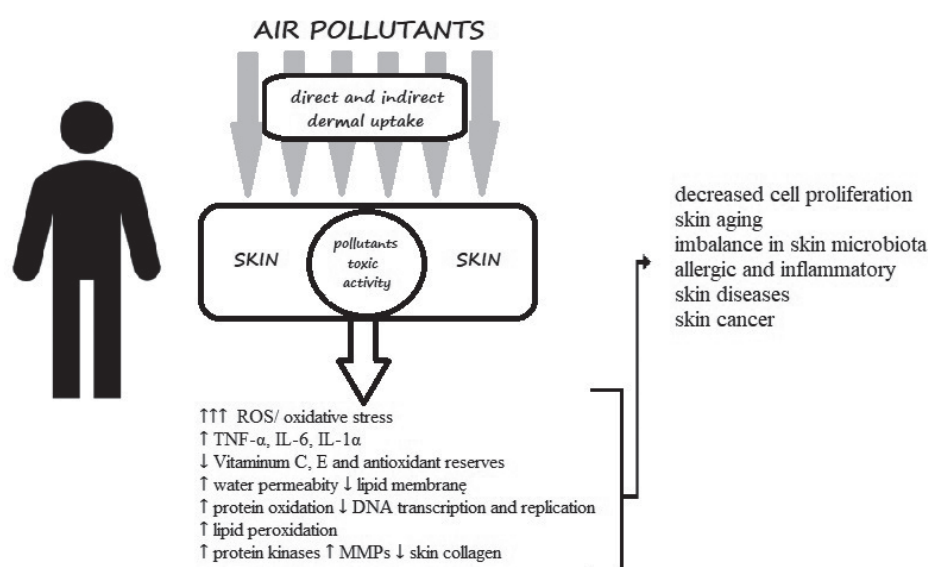 AIR POLLUTANTS
direct and indirect
dermal uptake
SKIN
pollutants
toxic
activity
SKIN
↑↑↑ ROS/ oxidative stress
↑ TNF-α, IL-6, IL-1α
↓ Vitaminum C, E and antioxidant reserves
↑ water permeabity ↓ lipid membranę
↑ protein oxidation ↓ DNA transcription and replication
↑ lipid peroxidation
↑ protein kinases ↑ MMPs ↓ skin collagen
decreased cell proliferation
skin aging
imbalance in skin microbiota
allergic and inflammatory
skin diseases
skin cancer